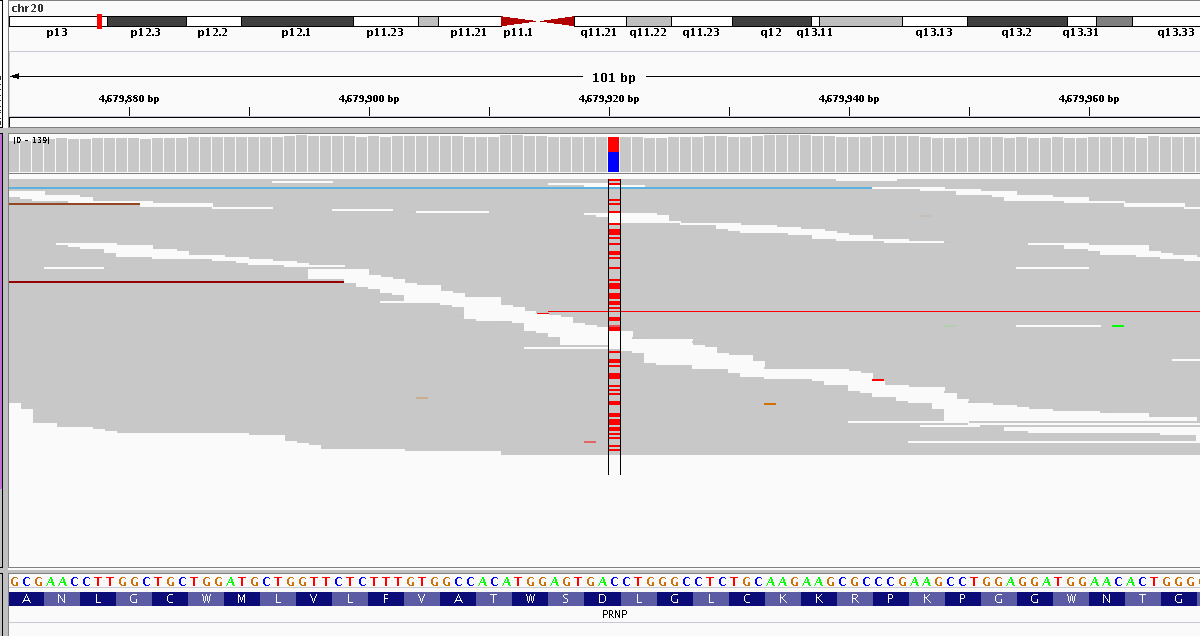 chr20
p13 p12.3 p12.2 p12.1 p11.23 p11.21 p11.1 q11.21 q11.22 q11.23 q12 q13.11 q13.13 q13.2 q13.31 q13.33
101 bp
4,679,880 bp 4,679,900 bp 4,679,920 bp 4,679,940 bp 4,679,960 bp
[0 - 139]
GCGAACCTTGGCTGCTGGATGCTGGTTCTCTTTGTGGCCACATGGAGTGACCTGGGCCTCTGCAAGAAGCGCCCGAAGCCTGGAGGATGGAACACTGGG
A N L G C W M L V L F V A T W S D L G L C K K R P K P G G W N T G
PRNP